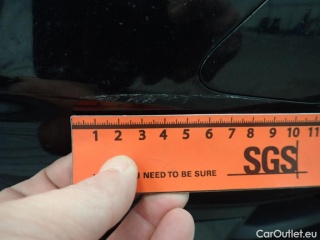 1 2 3 4 5 6 7 8 9 10 11
NEED TO BE SURE
SGS
CarOutlet.eu